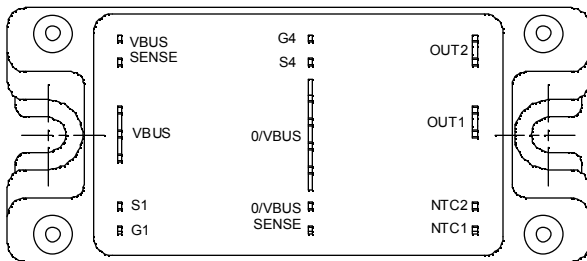 VBUS
SENSE
VBUS
S1
G1
G4
S4
0/VBUS
0/VBUS
SENSE
OUT2
OUT1
NTC2
NTC1